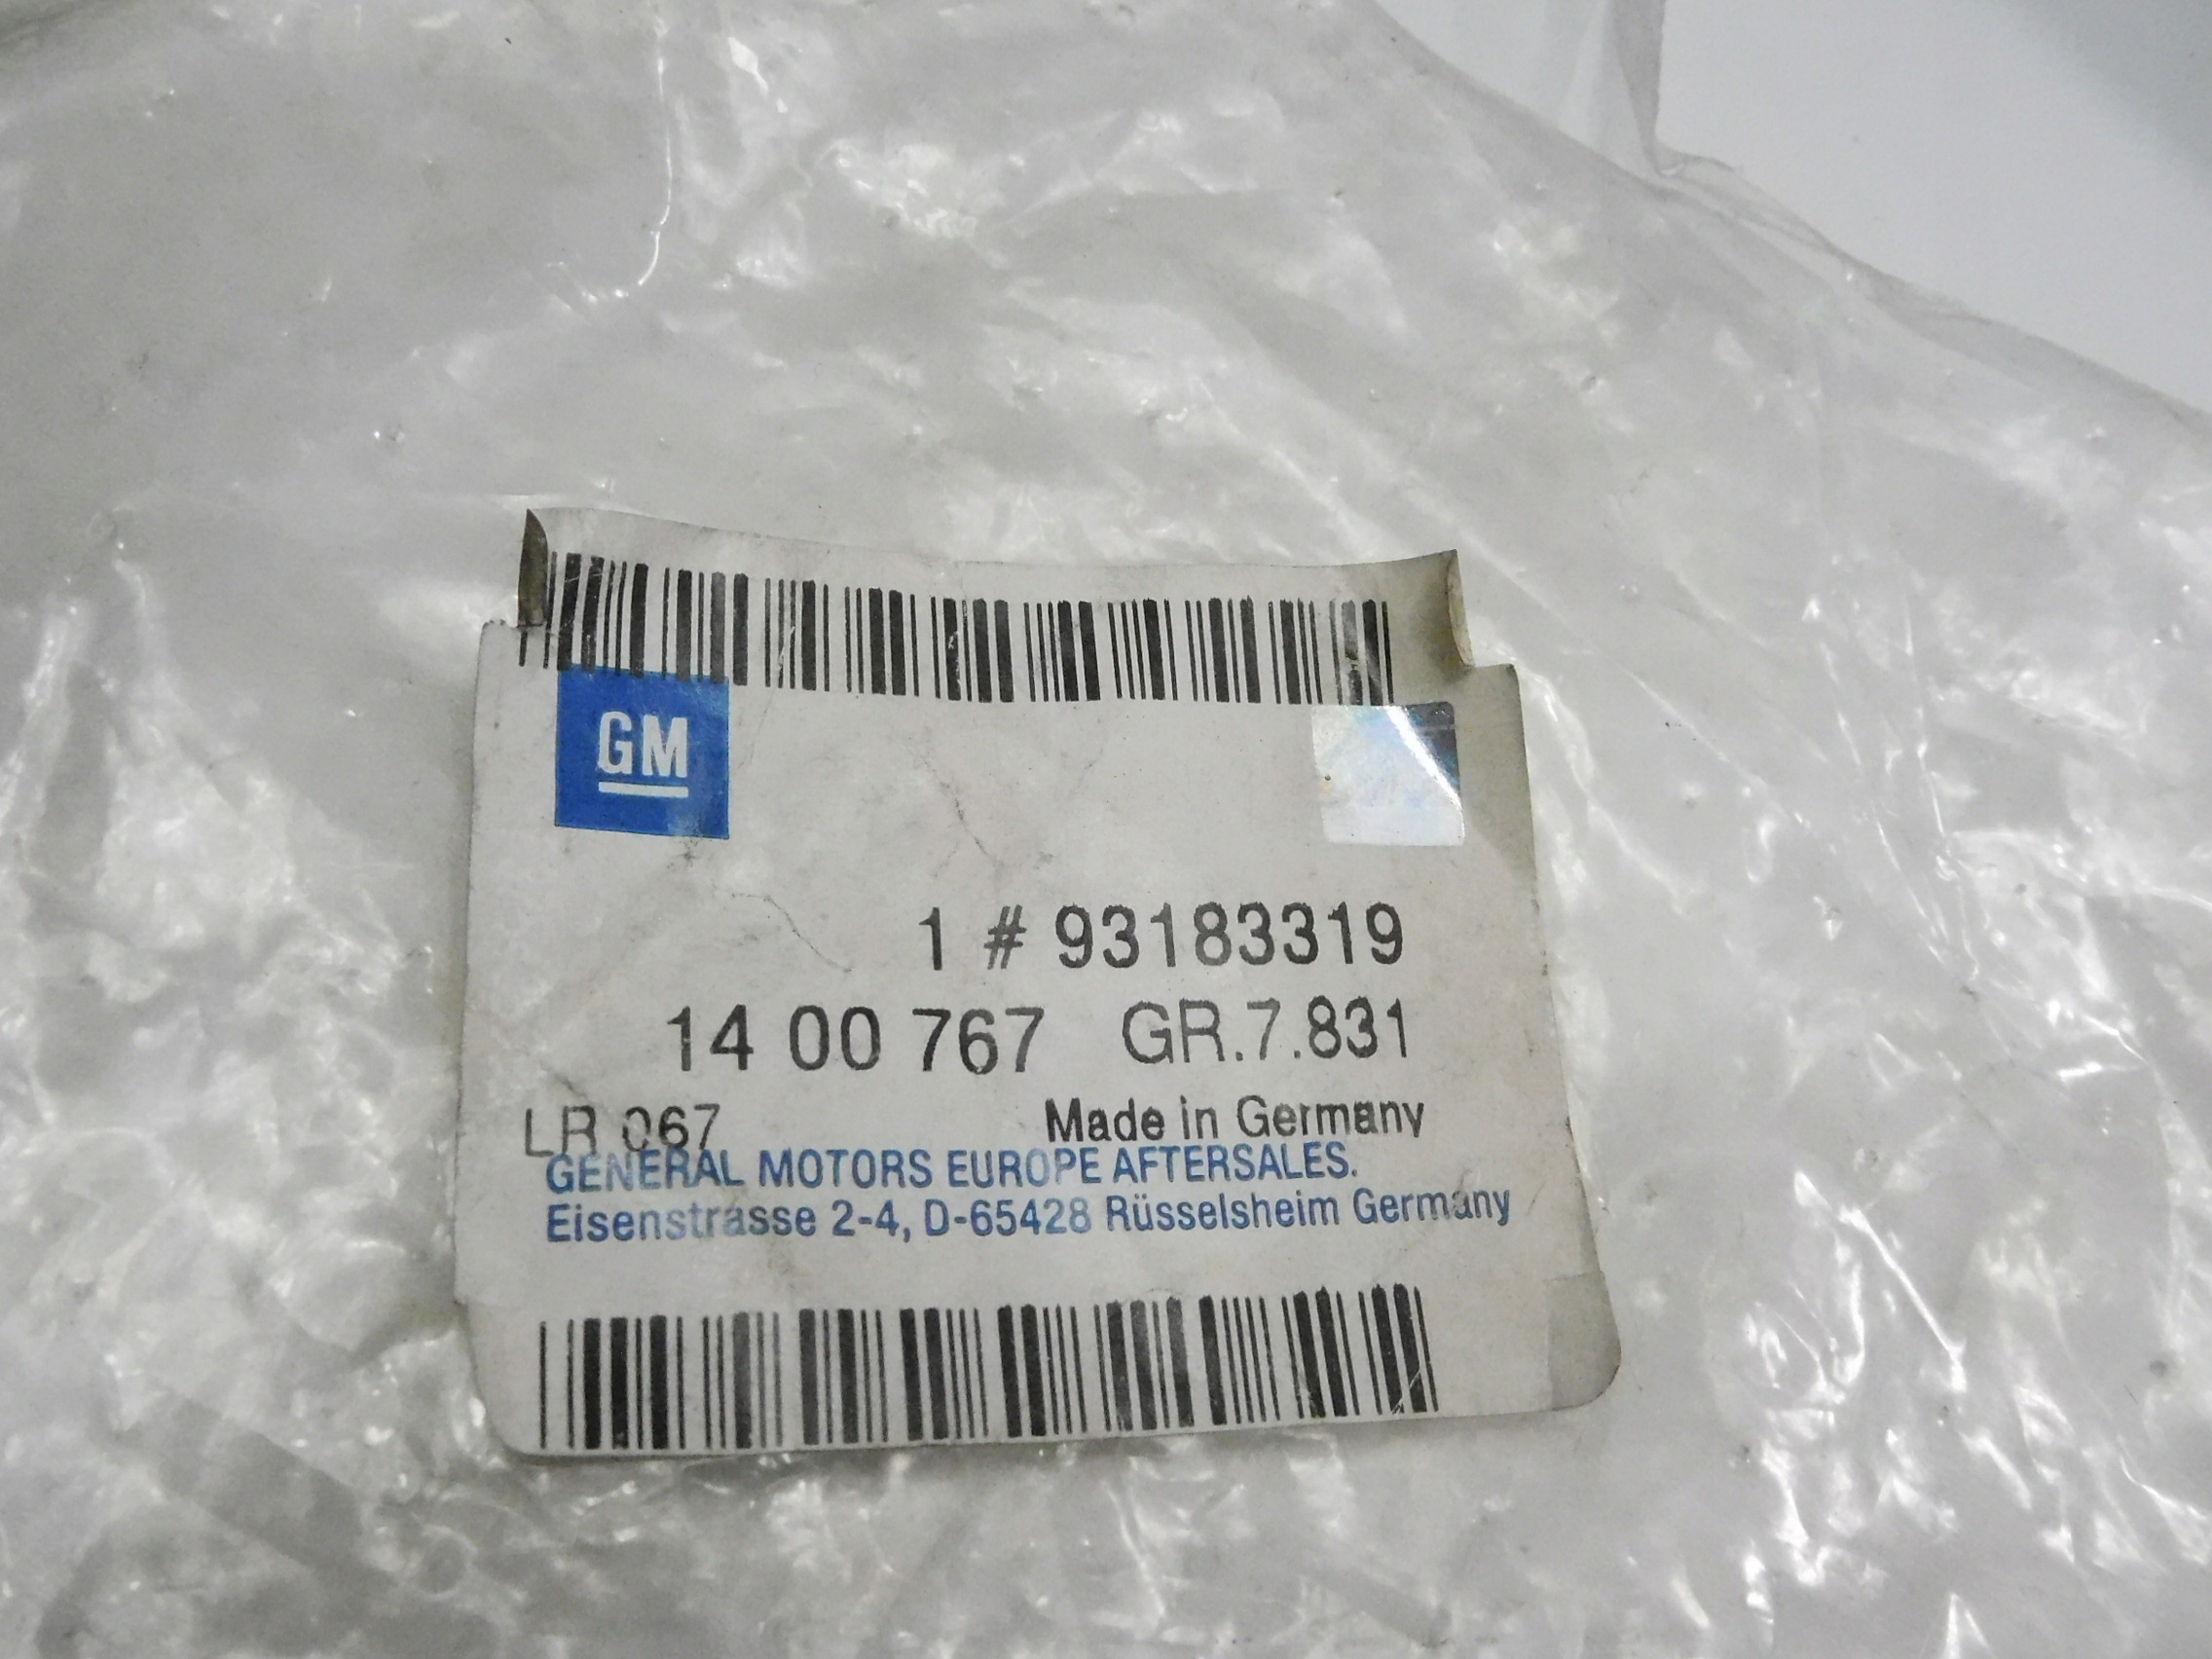 GM
1 # 93183319
14 00 767 GR.7.831
LR 067 Made in Germany
GENERAL MOTORS EUROPE AFTERSALES.
Eisenstrasse 2-4, D-65428 Rüsselsheim Germany